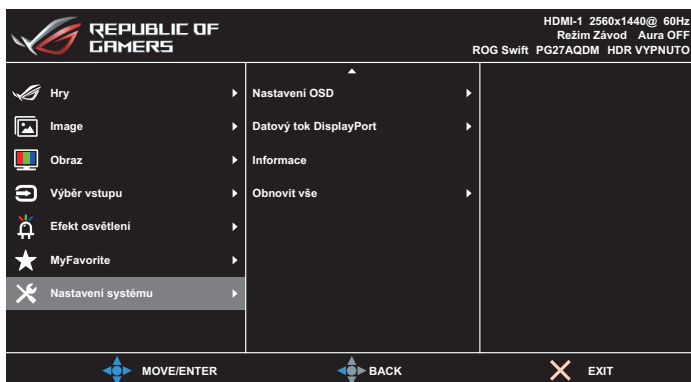 REPUBLIC OF
GAMERS
HDMI-1 2560x1440@ 60Hz
Režim Závod Aura OFF
ROG Swift PG27AQDM HDR VYPNUTO
Hry
Image
Obraz
Výběr vstupu
Efekt osvětlení
MyFavorite
Nastavení systému
Nastavení OSD
Datový tok DisplayPort
Informace
Obnovit vše
MOVE/ENTER
BACK
EXIT